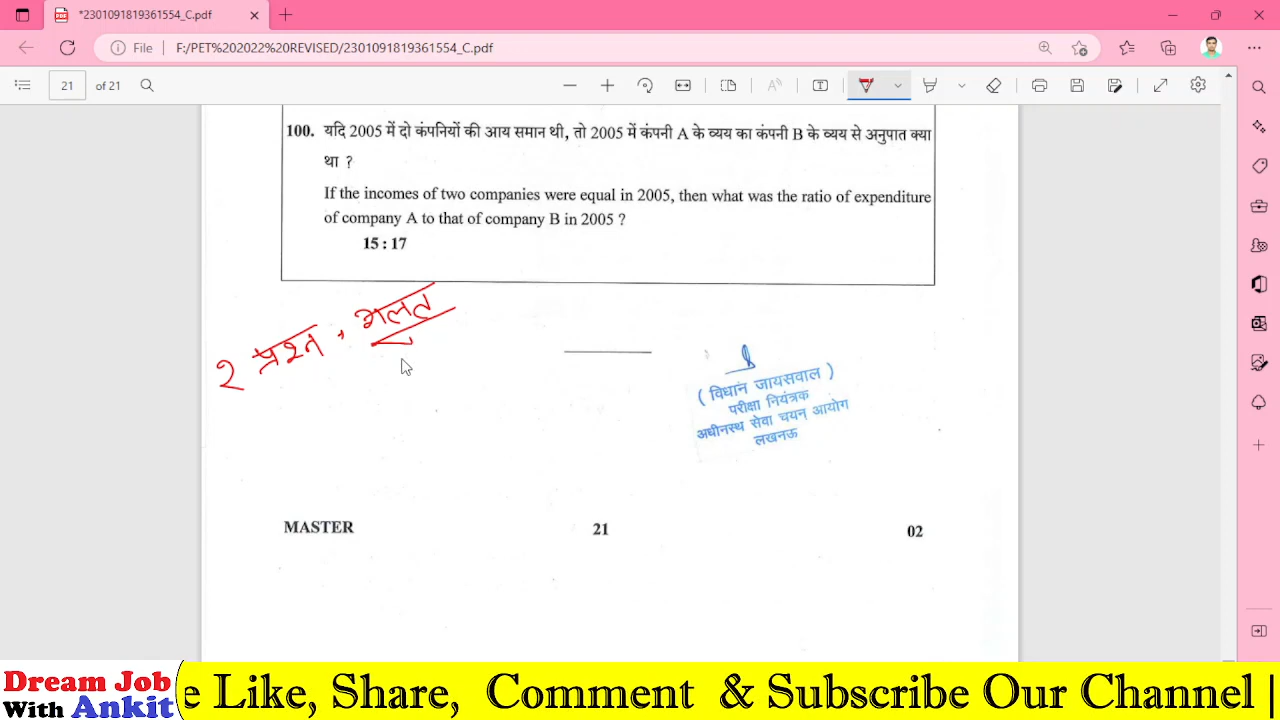 *2301091819361554_C.pdf
File F:/PET%202022%20REVISED/2301091819361554_C.pdf
21 of 21
100. यदि 2005 में दो कंपनियों की आय समान थी, तो 2005 में कंपनी A के व्यय का कंपनी B के व्यय से अनुपात क्या
था ?
If the incomes of two companies were equal in 2005, then what was the ratio of expenditure
of company A to that of company B in 2005 ?
15 : 17
2 प्रश्न, गलत
( विधान जायसवाल )
परीक्षा नियंत्रक
अधीनस्थ सेवा चयन आयोग
लखनऊ
MASTER 21 02
Dream Job
With Ankit
e Like, Share, Comment & Subscribe Our Channel |